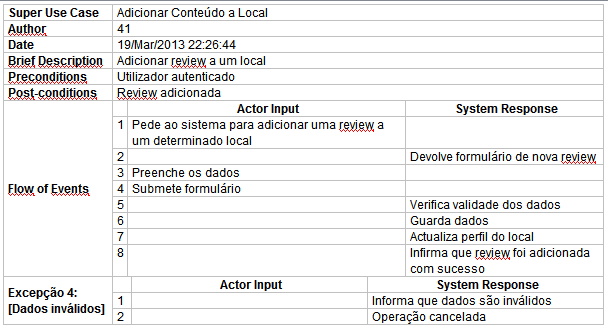 Super Use Case Adicionar Conteúdo a Local
Author 41
Date 19/Mar/2013 22:26:44
Brief Description Adicionar review a um local
Preconditions Utilizador autenticado
Post-conditions Review adicionada
Flow of Events
Actor Input System Response
1 Pede ao sistema para adicionar uma review a
um determinado local
2 Devolve formulário de nova review
3 Preenche os dados
4 Submete formulário
5 Verifica validade dos dados
6 Guarda dados
7 Actualiza perfil do local
8 Infirma que review foi adicionada
com sucesso
Excepção 4:
[Dados inválidos]
Actor Input System Response
1 Informa que dados são inválidos
2 Operação cancelada